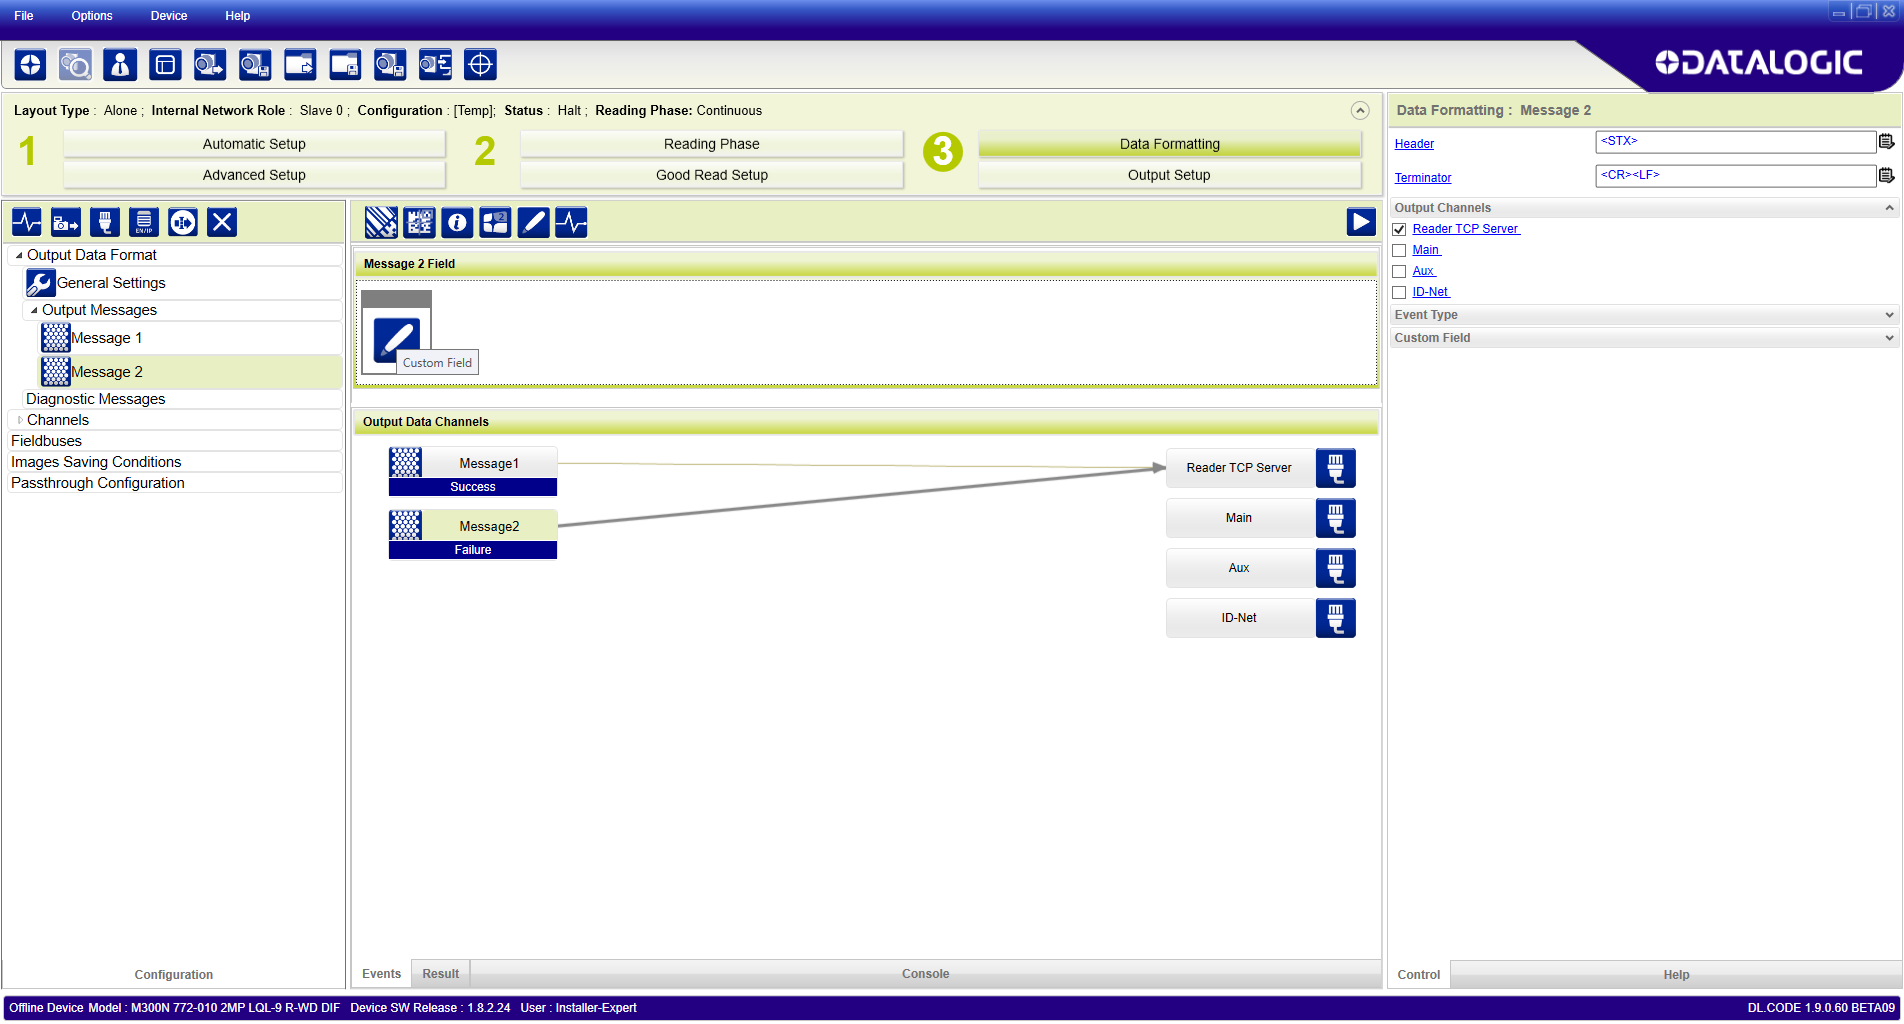 File Options Device Help
DATALOGIC
Layout Type : Alone ; Internal Network Role : Slave 0 ; Configuration : [Temp]; Status : Halt ; Reading Phase: Continuous
1 Automatic Setup 2 Reading Phase 3 Data Formatting
Advanced Setup Good Read Setup Output Setup
EN/IP
Output Data Format
General Settings
Output Messages
Message 1
Message 2
Diagnostic Messages
Channels
Fieldbuses
Images Saving Conditions
Passthrough Configuration
Configuration
Message 2 Field
Custom Field
Output Data Channels
Message1
Success
Message2
Failure
Reader TCP Server
Main
Aux
ID-Net
Events Result Console
Data Formatting : Message 2
Header <STX>
Terminator <CR><LF>
Output Channels
Reader TCP Server
Main
Aux
ID-Net
Event Type
Custom Field
Control Help
Offline Device Model : M300N 772-010 2MP LQL-9 R-WD DIF Device SW Release : 1.8.2.24 User : Installer-Expert DL.CODE 1.9.0.60 BETA09